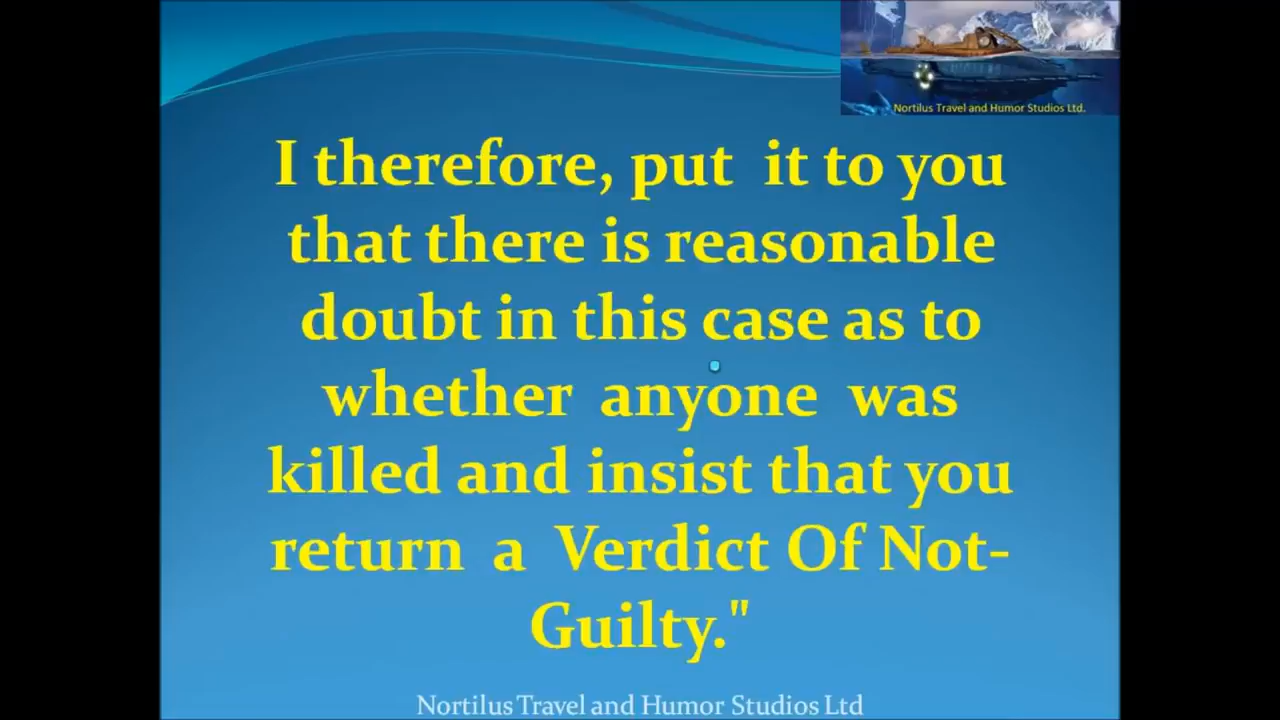 Nortilus Travel and Humor Studios Ltd.
I therefore, put it to you
that there is reasonable
doubt in this case as to
whether anyone was
killed and insist that you
return a Verdict Of Not-
Guilty."
Nortilus Travel and Humor Studios Ltd